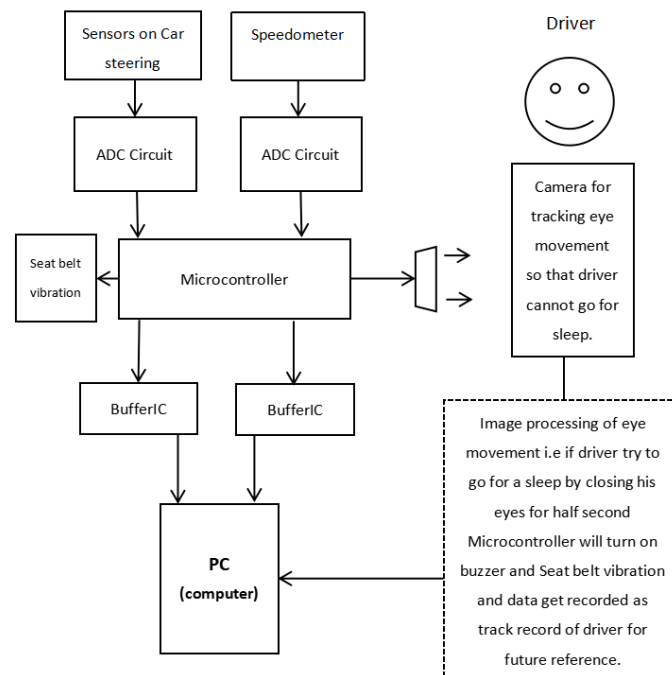 Sensors on Car
steering
Speedometer
Driver
ADC Circuit
ADC Circuit
Camera for
tracking eye
movement
so that driver
cannot go for
sleep.
Seat belt
vibration
Microcontroller
BufferIC
BufferIC
Image processing of eye
movement i.e if driver try to
go for a sleep by closing his
eyes for half second
Microcontroller will turn on
buzzer and Seat belt vibration
and data get recorded as
track record of driver for
future reference.
PC
(computer)